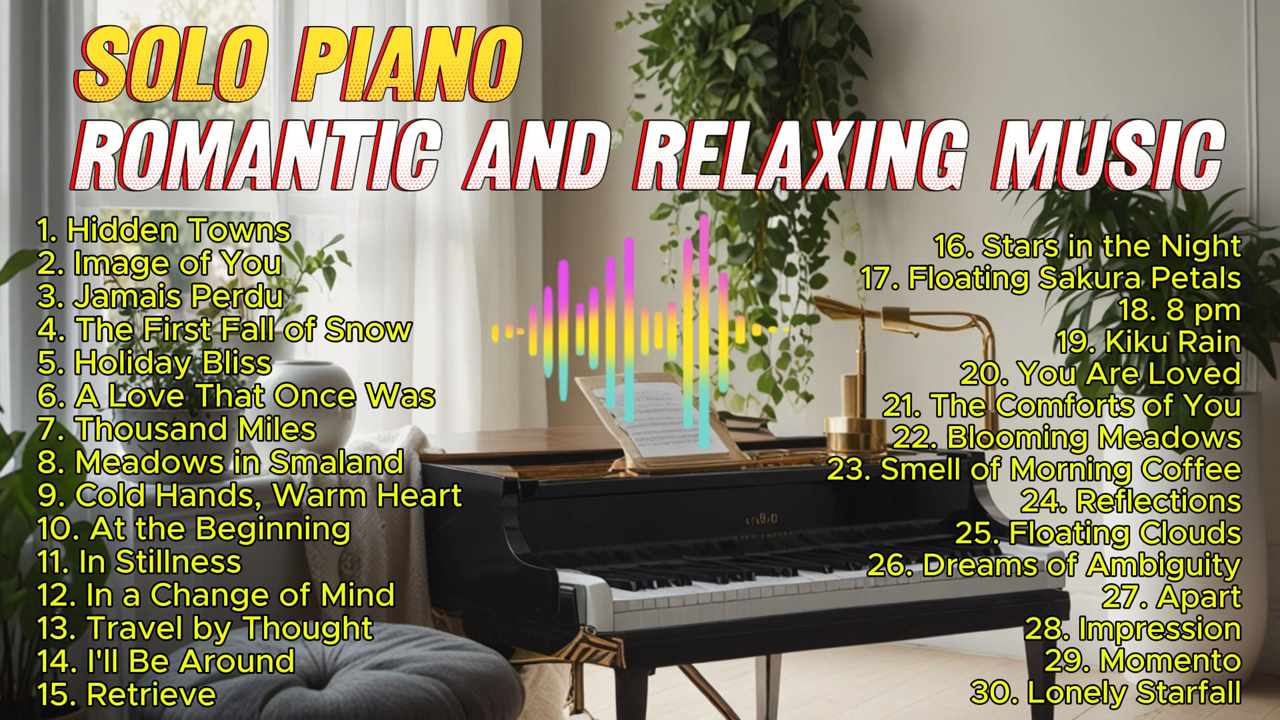 SOLO PIANO
ROMANTIC AND RELAXING MUSIC
1. Hidden Towns
2. Image of You
3. Jamais Perdu
4. The First Fall of Snow
5. Holiday Bliss
6. A Love That Once Was
7. Thousand Miles
8. Meadows in Smaland
9. Cold Hands, Warm Heart
10. At the Beginning
11. In Stillness
12. In a Change of Mind
13. Travel by Thought
14. I'll Be Around
15. Retrieve
16. Stars in the Night
17. Floating Sakura Petals
18. 8 pm
19. Kiku Rain
20. You Are Loved
21. The Comforts of You
22. Blooming Meadows
23. Smell of Morning Coffee
24. Reflections
25. Floating Clouds
26. Dreams of Ambiguity
27. Apart
28. Impression
29. Momento
30. Lonely Starfall